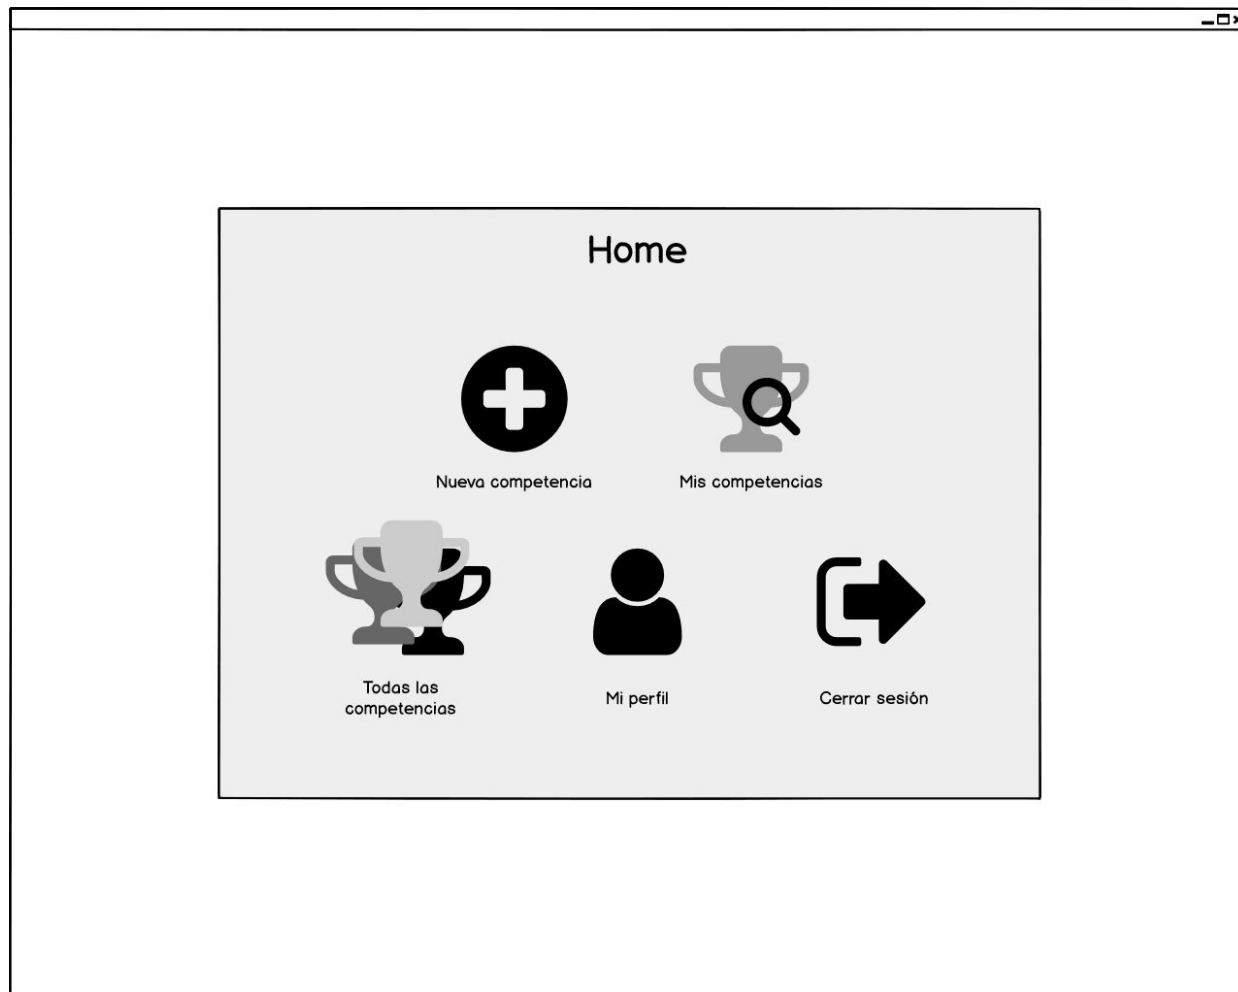 Home
Nueva competencia
Mis competencias
Todas las
competencias
Mi perfil
Cerrar sesión